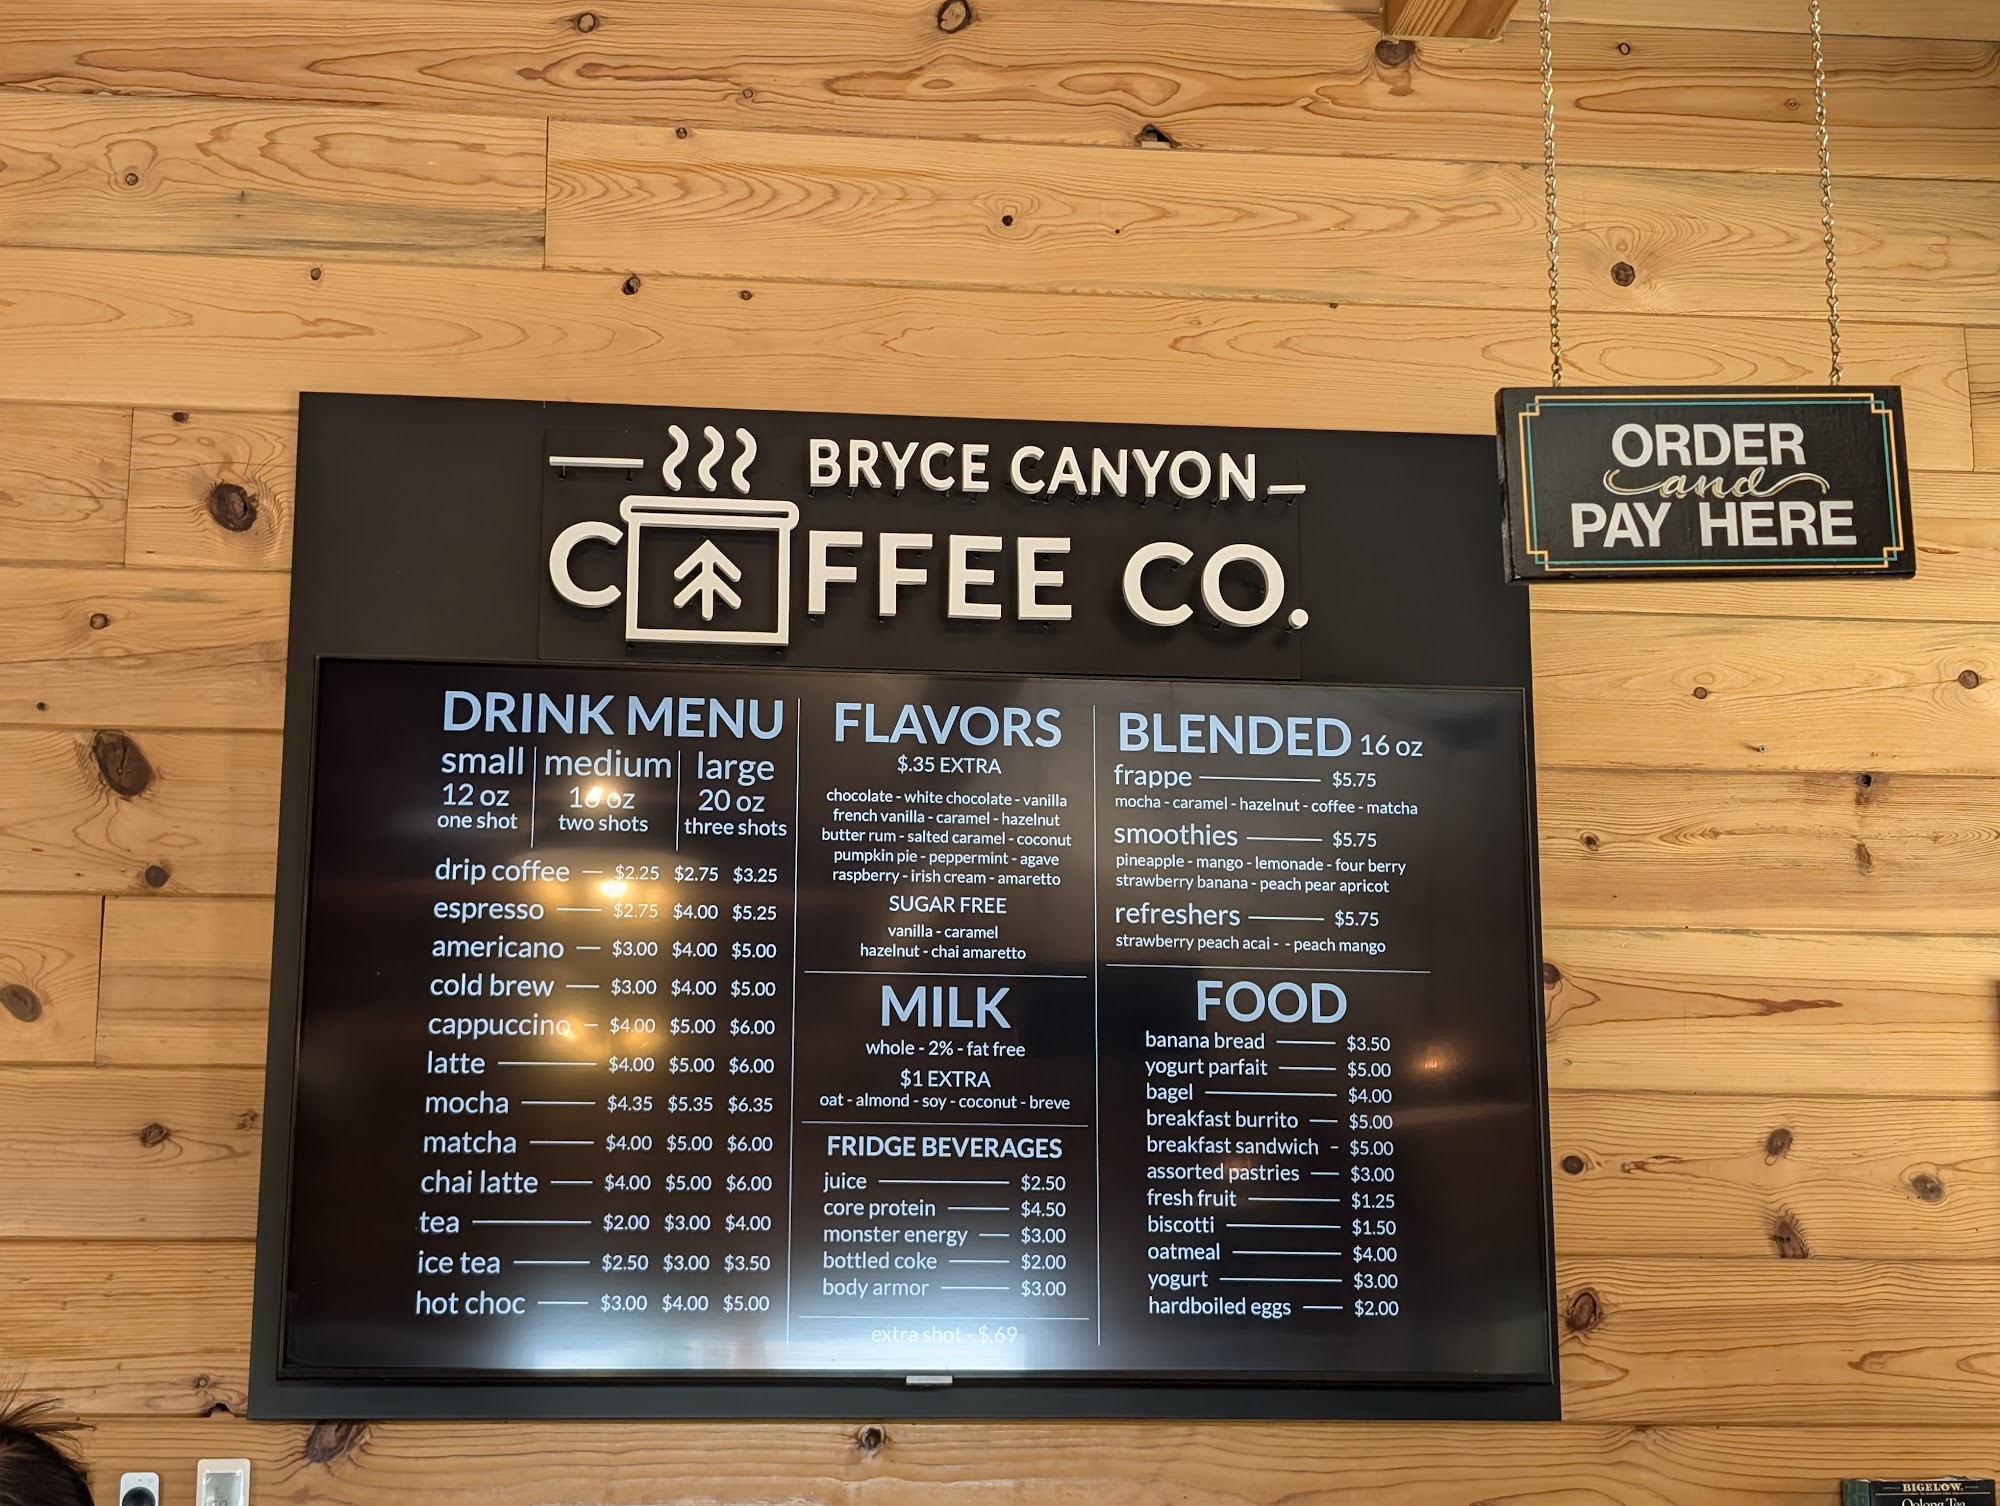 BRYCE CANYON
COFFEE CO.
ORDER
and
PAY HERE
DRINK MENU
small medium large
12 oz 16 oz 20 oz
one shot two shots three shots
drip coffee $2.25 $2.75 $3.25
espresso $2.75 $4.00 $5.25
americano $3.00 $4.00 $5.00
cold brew $3.00 $4.00 $5.00
cappuccino $4.00 $5.00 $6.00
latte $4.00 $5.00 $6.00
mocha $4.35 $5.35 $6.35
matcha $4.00 $5.00 $6.00
chai latte $4.00 $5.00 $6.00
tea $2.00 $3.00 $4.00
ice tea $2.50 $3.00 $3.50
hot choc $3.00 $4.00 $5.00
FLAVORS
$.35 EXTRA
chocolate - white chocolate - vanilla
french vanilla - caramel - hazelnut
butter rum - salted caramel - coconut
pumpkin pie - peppermint - agave
raspberry - irish cream - amaretto
SUGAR FREE
vanilla - caramel
hazelnut - chai amaretto
MILK
whole - 2% - fat free
$1 EXTRA
oat - almond - soy - coconut - breve
FRIDGE BEVERAGES
juice $2.50
core protein $4.50
monster energy $3.00
bottled coke $2.00
body armor $3.00
extra shot - $.69
BLENDED 16 oz
frappe $5.75
mocha - caramel - hazelnut - coffee - matcha
smoothies $5.75
pineapple - mango - lemonade - four berry
strawberry banana - peach pear apricot
refreshers $5.75
strawberry peach acai - - peach mango
FOOD
banana bread $3.50
yogurt parfait $5.00
bagel $4.00
breakfast burrito $5.00
breakfast sandwich - $5.00
assorted pastries $3.00
fresh fruit $1.25
biscotti $1.50
oatmeal $4.00
yogurt $3.00
hardboiled eggs $2.00
BIGELOW
Oolong Tea